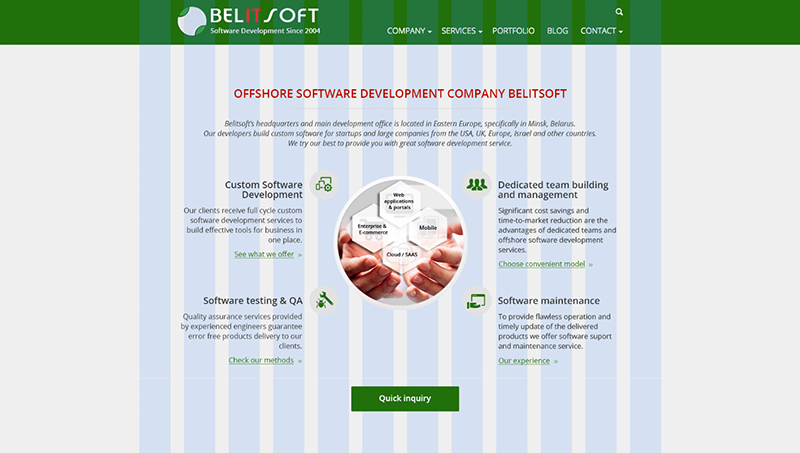 BELITSOFT
Software Development Since 2004
COMPANY SERVICES PORTFOLIO BLOG CONTACT
OFFSHORE SOFTWARE DEVELOPMENT COMPANY BELITSOFT
Belitsoft's headquarters and main development office is located in Eastern Europe, specifically in Minsk, Belarus.
Our developers build custom software for startups and large companies from the USA, UK, Europe, Israel and other countries.
We try our best to provide you with great software development service.
Custom Software
Development
Our clients receive full cycle custom
software development services to
build effective tools for business in
one place.
See what we offer »
Web
applications
& portals
Enterprise &
E-commerce
Mobile
Cloud / SAAS
Dedicated team building
and management
Significant cost savings and
time-to-market reduction are the
advantages of dedicated teams and
offshore software development
services.
Choose convenient model »
Software testing & QA
Quality assurance services provided
by experienced engineers guarantee
error free products delivery to our
clients.
Check our methods »
Software maintenance
To provide flawless operation and
timely update of the delivered
products we offer software suport
and maintenance service.
Our experience »
Quick inquiry